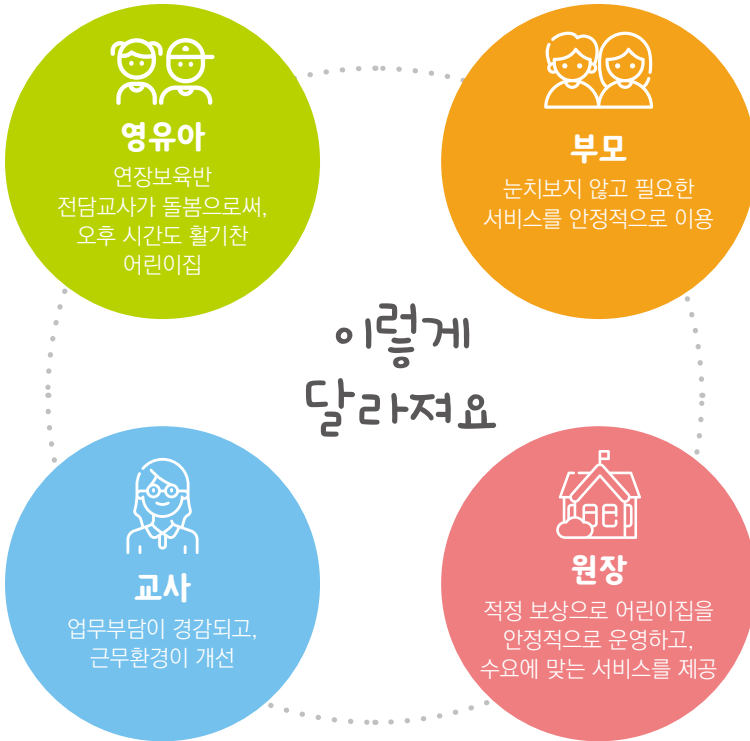 영유아
연장보육반
전담교사가 돌봄으로써,
오후 시간도 활기찬
어린이집
부모
눈치보지 않고 필요한
서비스를 안정적으로 이용
이렇게
달라져요
교사
업무부담이 경감되고,
근무환경이 개선
원장
적정 보상으로 어린이집을
안정적으로 운영하고,
수요에 맞는 서비스를 제공